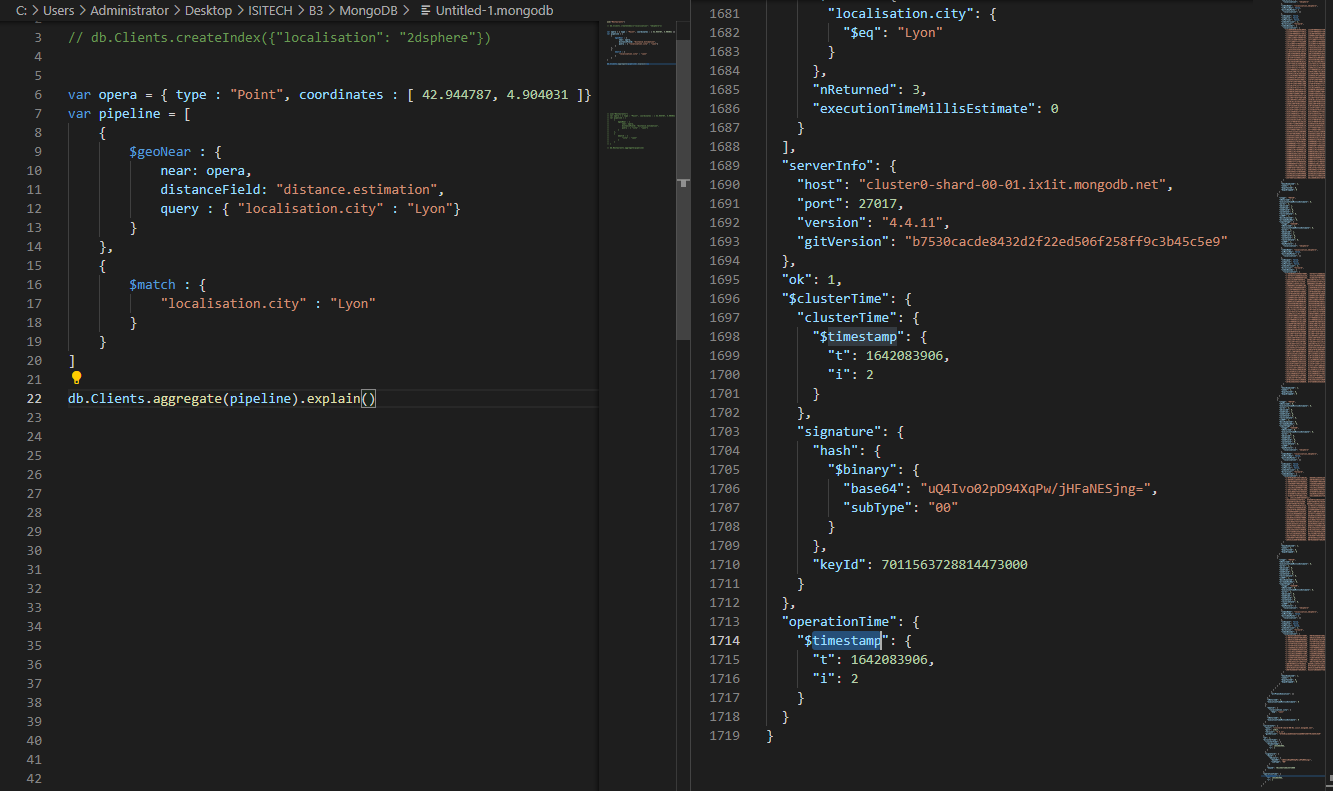 C: > Users > Administrator > Desktop > ISITECH > B3 > MongoDB > Untitled-1.mongodb
3 // db.Clients.createIndex({"localisation": "2dsphere"})
4
5
6 var opera = { type : "Point", coordinates : [ 42.944787, 4.904031 ]}
7 var pipeline = [
8 {
9 $geoNear : {
10 near: opera,
11 distanceField: "distance.estimation",
12 query : { "localisation.city" : "Lyon"}
13 }
14 },
15 {
16 $match : {
17 "localisation.city" : "Lyon"
18 }
19 }
20 ]
21
22 db.Clients.aggregate(pipeline).explain()
23
24
25
26
27
28
29
30
31
32
33
34
35
36
37
38
39
40
41
42
1681 "localisation.city": {
1682 "$eq": "Lyon"
1683 }
1684 },
1685 "nReturned": 3,
1686 "executionTimeMillisEstimate": 0
1687 }
1688 ],
1689 "serverInfo": {
1690 "host": "cluster0-shard-00-01.ix1it.mongodb.net",
1691 "port": 27017,
1692 "version": "4.4.11",
1693 "gitVersion": "b7530cacde8432d2f22ed506f258ff9c3b45c5e9"
1694 },
1695 "ok": 1,
1696 "$clusterTime": {
1697 "clusterTime": {
1698 "$timestamp": {
1699 "t": 1642083906,
1700 "i": 2
1701 }
1702 },
1703 "signature": {
1704 "hash": {
1705 "$binary": {
1706 "base64": "uQ4Ivo02pD94XqPw/jHFaNESjng=",
1707 "subType": "00"
1708 }
1709 },
1710 "keyId": 7011563728814473000
1711 }
1712 },
1713 "operationTime": {
1714 "$timestamp": {
1715 "t": 1642083906,
1716 "i": 2
1717 }
1718 }
1719 }